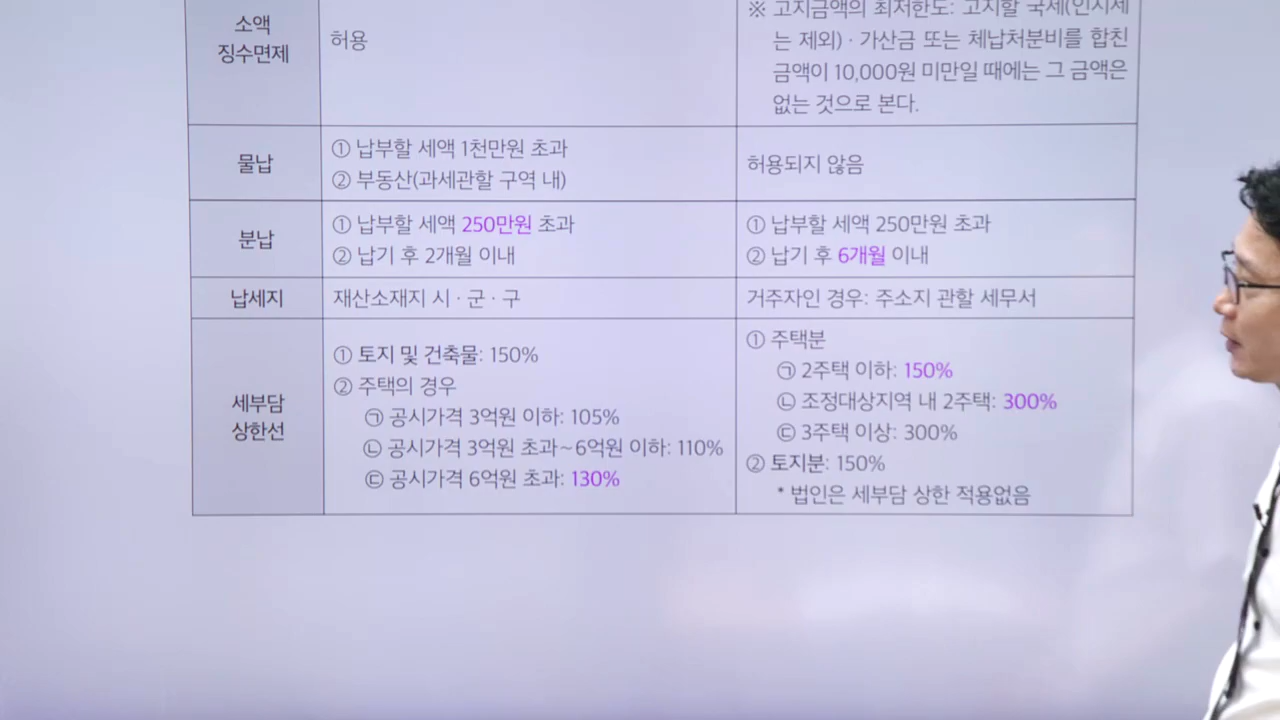 소액
징수면제
허용
※ 고지금액의 최저한도: 고지할 국세(인지세
는 제외)·가산금 또는 체납처분비를 합친
금액이 10,000원 미만일 때에는 그 금액은
없는 것으로 본다.
물납
① 납부할 세액 1천만원 초과
② 부동산(과세관할 구역 내)
허용되지 않음
분납
① 납부할 세액 250만원 초과
② 납기 후 2개월 이내
① 납부할 세액 250만원 초과
② 납기 후 6개월 이내
납세지
재산소재지 시·군·구
거주자인 경우: 주소지 관할 세무서
세부담
상한선
① 토지 및 건축물: 150%
② 주택의 경우
㉠ 공시가격 3억원 이하: 105%
㉡ 공시가격 3억원 초과~6억원 이하: 110%
㉢ 공시가격 6억원 초과: 130%
① 주택분
㉠ 2주택 이하: 150%
㉡ 조정대상지역 내 2주택: 300%
㉢ 3주택 이상: 300%
② 토지분: 150%
* 법인은 세부담 상한 적용없음